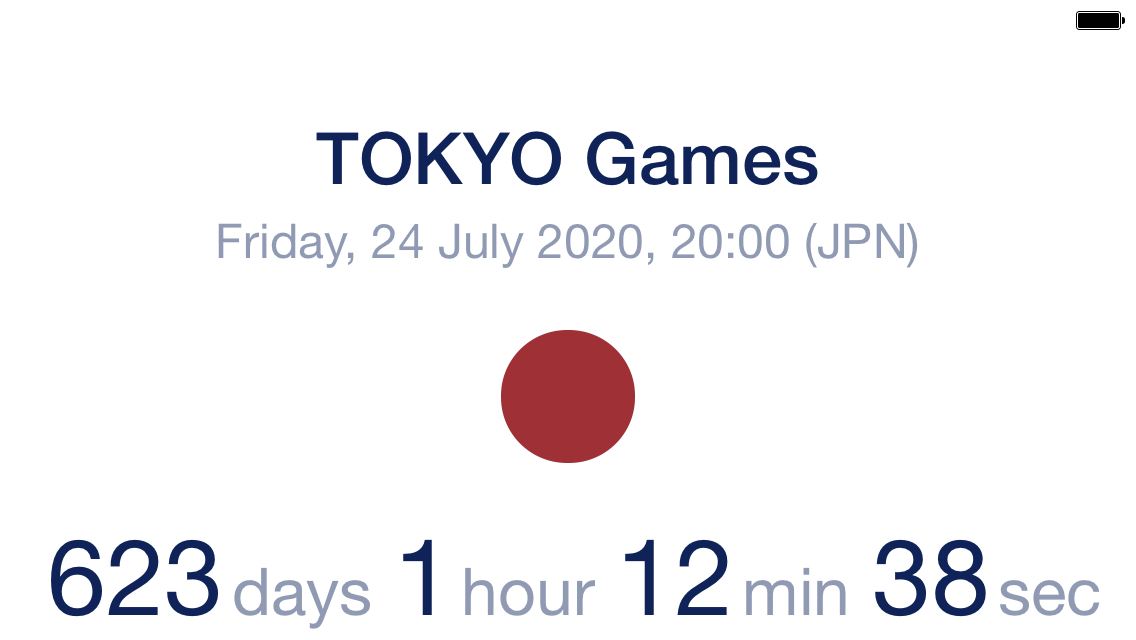 TOKYO Games
Friday, 24 July 2020, 20:00 (JPN)
623 days 1 hour 12 min 38 sec